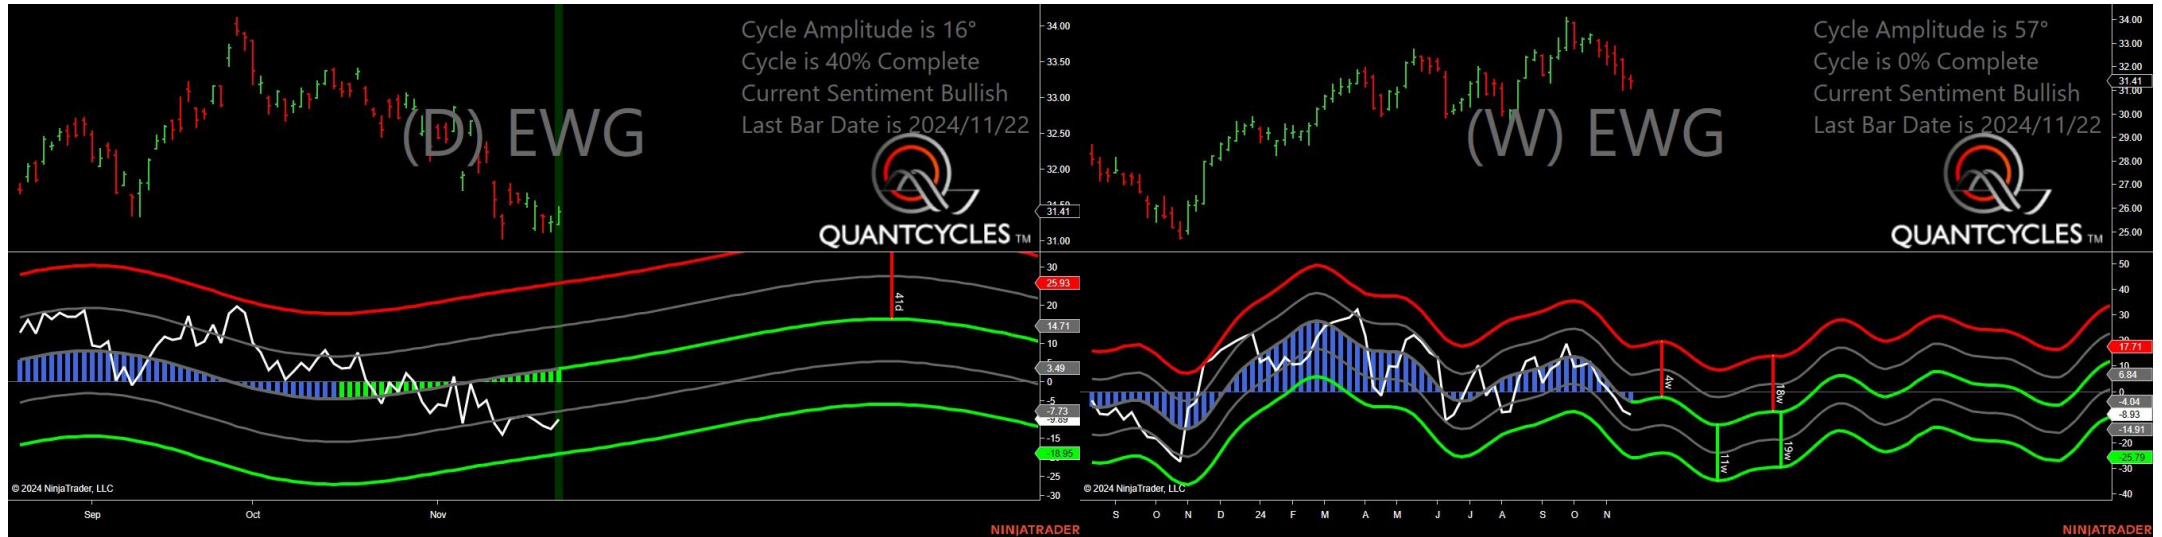 Cycle Amplitude is 16°
Cycle is 40% Complete
Current Sentiment Bullish
Last Bar Date is 2024/11/22
(D) EWG
QUANTCYCLES TM
34.00
33.50
33.00
32.50
32.00
31.50
31.41
31.00
41d
30
25.93
20
14.71
10
5
3.49
0
-5
-7.73
-9.89
-15
-18.95
-25
-30
© 2024 NinjaTrader, LLC
Sep
Oct
Nov
NINJATRADER
Cycle Amplitude is 57°
Cycle is 0% Complete
Current Sentiment Bullish
Last Bar Date is 2024/11/22
(W) EWG
QUANTCYCLES TM
34.00
33.00
32.00
31.41
31.00
30.00
29.00
28.00
27.00
26.00
25.00
4w
18w
11w
19w
50
40
30
17.71
6.84
0
-4.04
-8.93
-14.91
-20
-25.79
-30
-40
© 2024 NinjaTrader, LLC
S O N D 24 F M A M J J A S O N
NINJATRADER